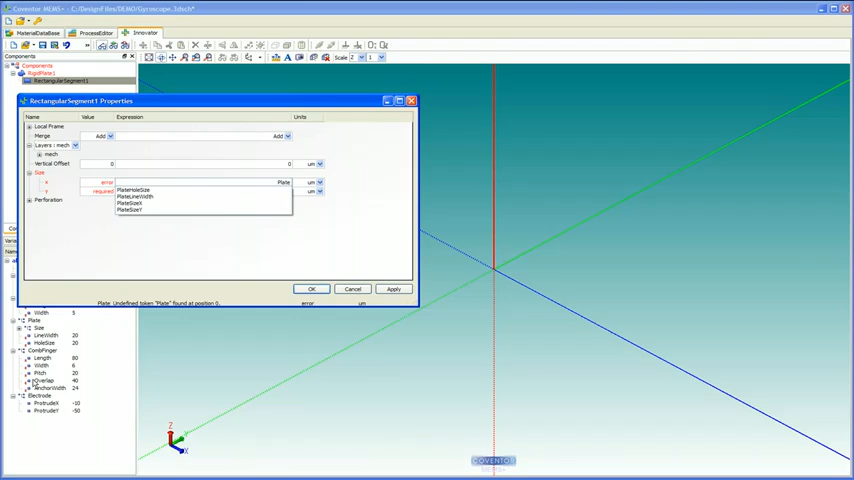 Coventor MEMS+ - C:/DesignFiles/DEMO/Gyroscope.3dsch*
MaterialDataBase ProcessEditor Innovator
Scale Z 1
Components
Components
RigidPlate1
RectangularSegment1
RectangularSegment1 Properties
Name Value Expression Units
Local Frame
Merge Add Add
Layers : mech
mech
Vertical Offset 0 0 um
Size
x error Plate um
y required um
PlateHoleSize
PlateLineWidth
PlateSizeX
PlateSizeY
Perforation
OK Cancel Apply
Plate: Undefined token "Plate" found at position 0. error um
Width 5
Plate
Size
LineWidth 20
HoleSize 20
CombFinger
Length 80
Width 6
Pitch 20
Overlap 40
AnchorWidth 24
Electrode
ProtrudeX -10
ProtrudeY -50
Z
Y
X
COVENTOR
MEMS+